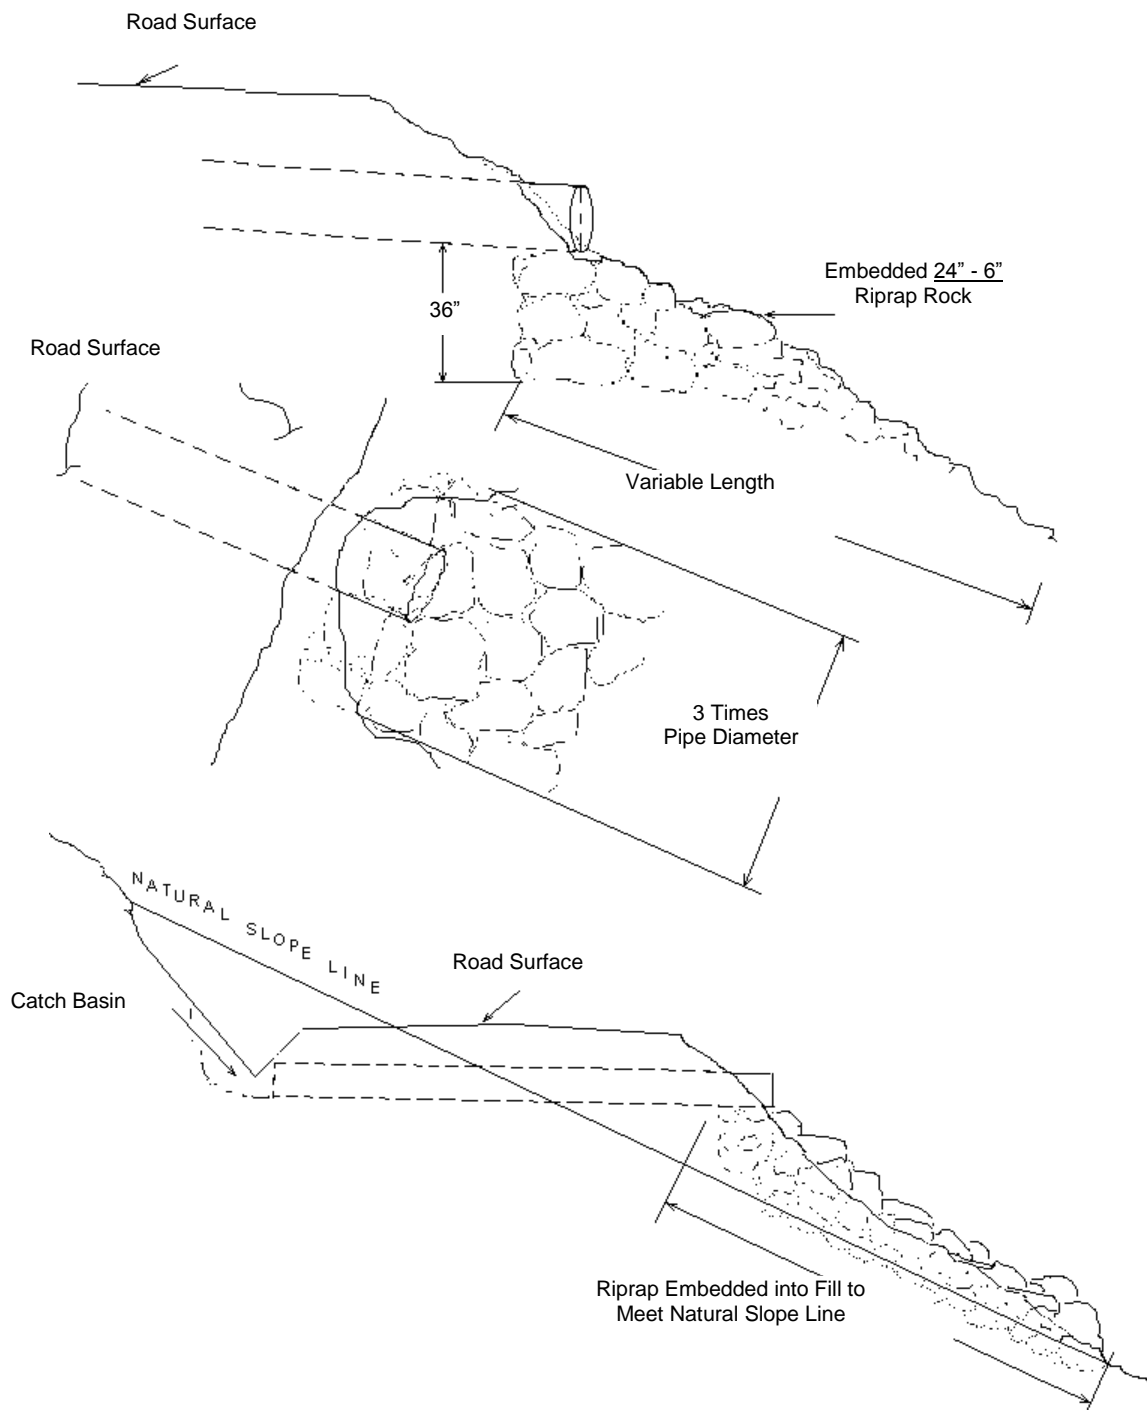 Road Surface
Embedded 24” - 6”
Riprap Rock
36”
Road Surface
Variable Length
3 Times
Pipe Diameter
NATURAL SLOPE LINE
Road Surface
Catch Basin
Riprap Embedded into Fill to
Meet Natural Slope Line